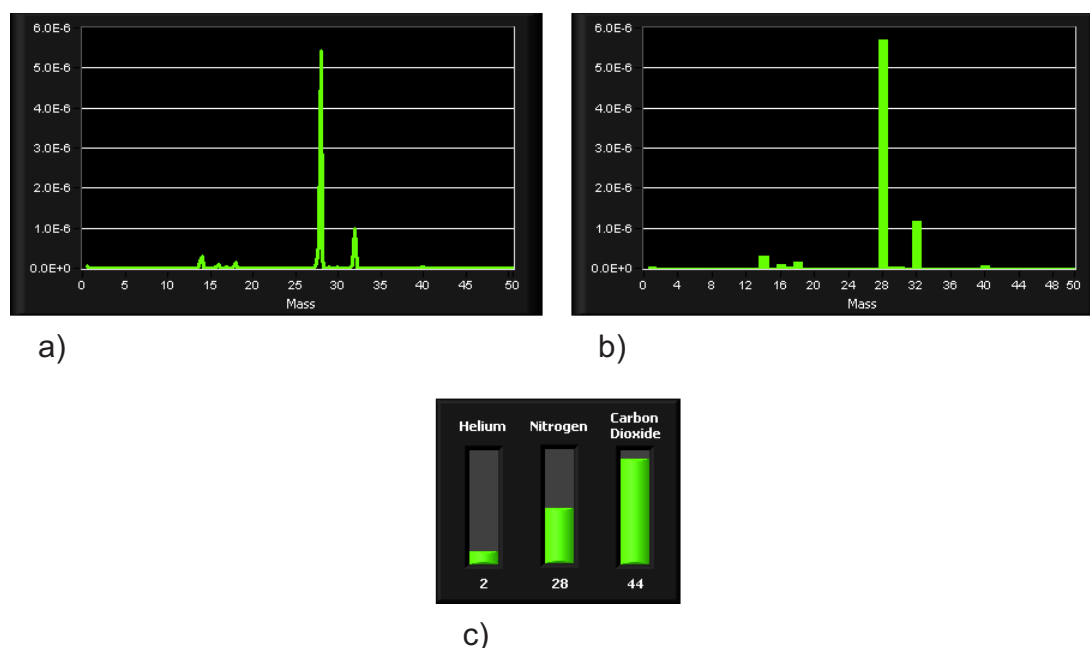 6.0E-6
5.0E-6
4.0E-6
3.0E-6
2.0E-6
1.0E-6
0.0E+0
0 5 10 15 20 25 30 35 40 45 50
Mass
a)
6.0E-6
5.0E-6
4.0E-6
3.0E-6
2.0E-6
1.0E-6
0.0E+0
0 4 8 12 16 20 24 28 32 36 40 44 48 50
Mass
b)
Helium Nitrogen Carbon
Dioxide
2 28 44
c)